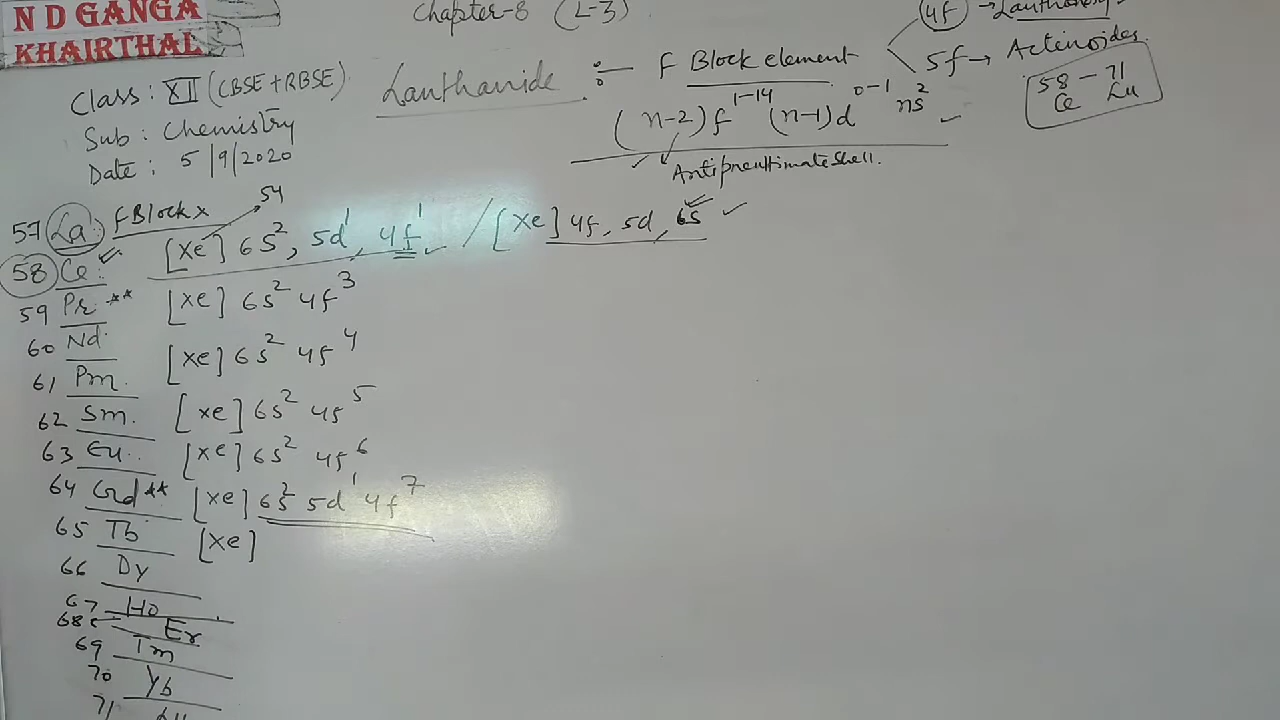 N D GANGA
KHAIRTHAL
Chapter-8 (L-3)
4f →
Class: XII (CBSE + RBSE)
Sub: Chemistry
Date: 5/9/2020
Lanthanide :— f Block element
5f → Actinoides
58 – 71
Ce Lu
(n-2)f¹⁻¹⁴ (n-1)d⁰⁻¹ ns²
Antipenultimate shell.
57 La f Block x 54
58 Ce: [Xe] 6s², 5d¹, 4f¹ / [Xe] 4f, 5d, 6s
59 Pr ** [Xe] 6s² 4f³
60 Nd [Xe] 6s² 4f⁴
61 Pm. [Xe] 6s² 4f⁵
62 Sm. [Xe] 6s² 4f⁶
63 Eu..
64 Gd** [Xe] 6s² 5d¹ 4f⁷
65 Tb [Xe]
66 Dy
67 Ho
68 Er
69 Tm
70 Yb
71 Lu